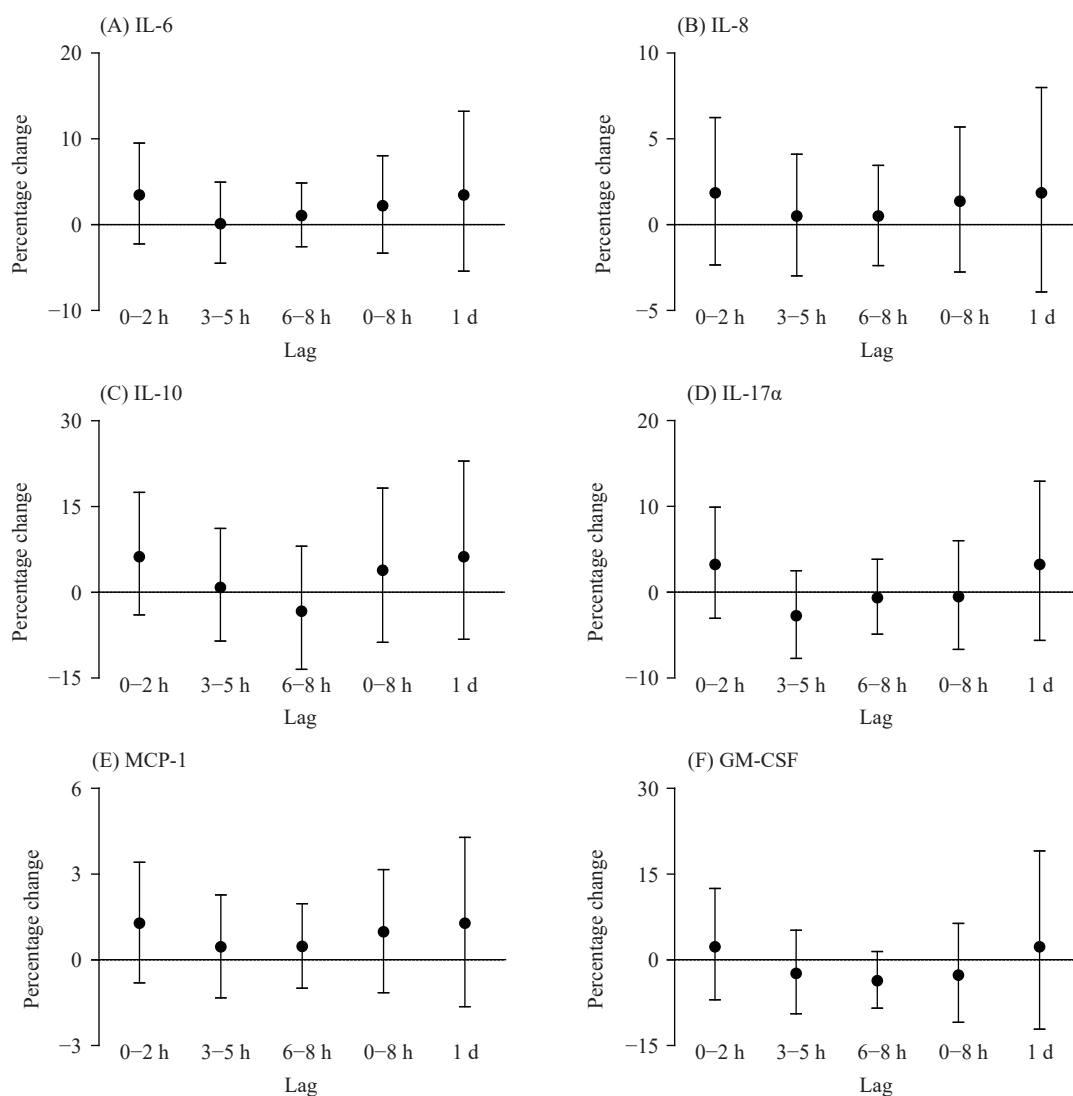 (A) IL-6
Percentage change
20
10
0
−10
0−2 h 3−5 h 6−8 h 0−8 h 1 d
Lag
(B) IL-8
Percentage change
10
5
0
−5
0−2 h 3−5 h 6−8 h 0−8 h 1 d
Lag
(C) IL-10
Percentage change
30
15
0
−15
0−2 h 3−5 h 6−8 h 0−8 h 1 d
Lag
(D) IL-17α
Percentage change
20
10
0
−10
0−2 h 3−5 h 6−8 h 0−8 h 1 d
Lag
(E) MCP-1
Percentage change
6
3
0
−3
0−2 h 3−5 h 6−8 h 0−8 h 1 d
Lag
(F) GM-CSF
Percentage change
30
15
0
−15
0−2 h 3−5 h 6−8 h 0−8 h 1 d
Lag